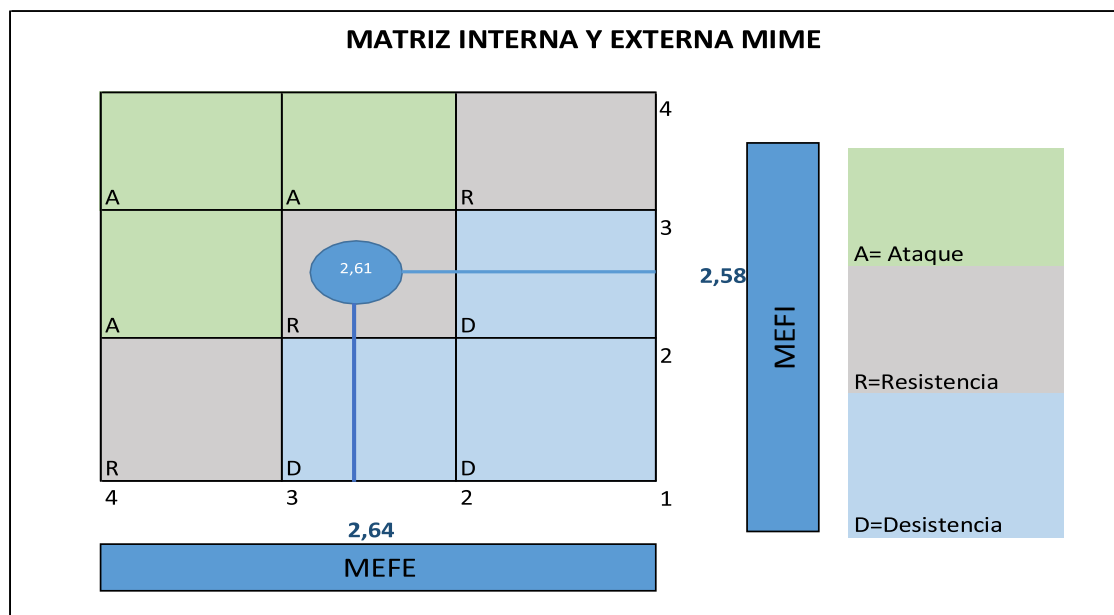 MATRIZ INTERNA Y EXTERNA MIME
4
A A R
3
2,61
2,58
A R D
2
R D D
4 3 2 1
2,64
MEFE
MEFI
A= Ataque
R=Resistencia
D=Desistencia